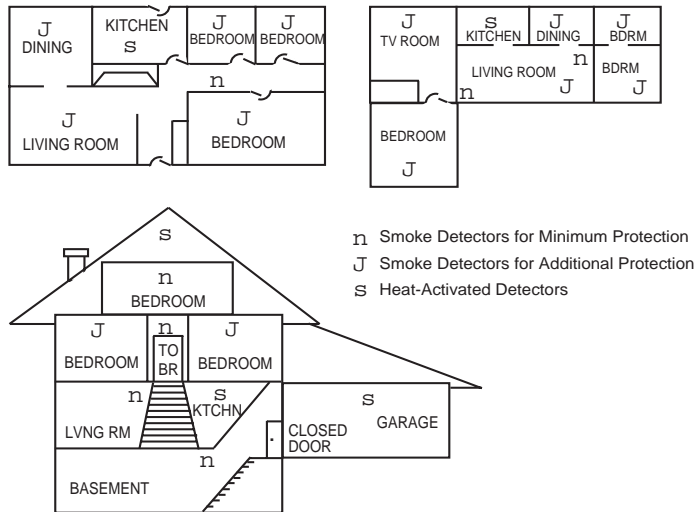 J
DINING
KITCHEN
S
J
BEDROOM
J
BEDROOM
n
J
LIVING ROOM
J
BEDROOM
J
TV ROOM
S
KITCHEN
J
DINING
J
BDRM
n
LIVING ROOM
J
n
BDRM
J
BEDROOM
J
n Smoke Detectors for Minimum Protection
J Smoke Detectors for Additional Protection
S Heat-Activated Detectors
S
n
BEDROOM
J
BEDROOM
n
TO
BR
J
BEDROOM
n
LVNG RM
S
KTCHN
S
GARAGE
CLOSED
DOOR
n
BASEMENT